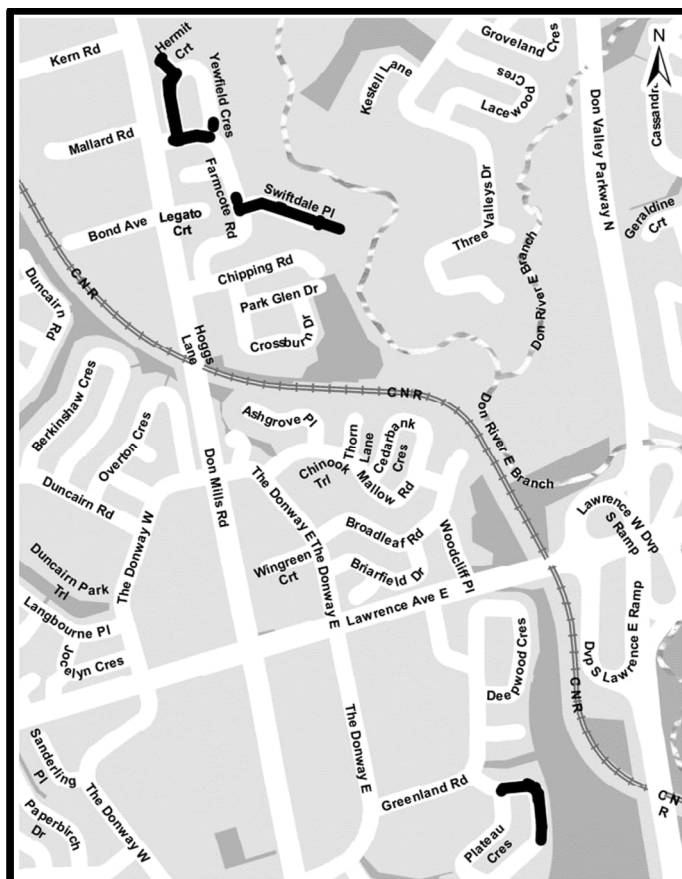 Kern Rd
Hermit
Crt
Groveland Cres
N
Kestell Lane
Cres
Lacewood
Yewfield Cres
Don Valley Parkway N
Mallard Rd
Farmcote Rd
Swiftdale Pl
Geraldine
Crt
Bond Ave
Legato
Crt
Three Valleys Dr
Don River E Branch
C N R
Chipping Rd
Park Glen Dr
Duncairn Rd
Crossburn Dr
Hoggs
Lane
C N R
Berkinshaw Cres
Overton Cres
Ashgrove Pl
Thorn
Lane
Cedarbank
Cres
Don River E Branch
Chinook
Trl
Mallow Rd
Don Mills Rd
Duncairn Rd
The Donway W
The Donway E
Broadleaf Rd
Woodcliff Pl
Lawrence W Dvp
S Ramp
Duncairn Park
Trl
Wingreen
Crt
The Donway E
Briarfield Dr
Langbourne Pl
Lawrence Ave E
Jocelyn Cres
Deepwood Cres
Dvp S Lawrence E Ramp
C N R
The Donway E
Sanderling
Pl
The Donway W
Greenland Rd
Paperbirch
Dr
Plateau
Cres
C N
R